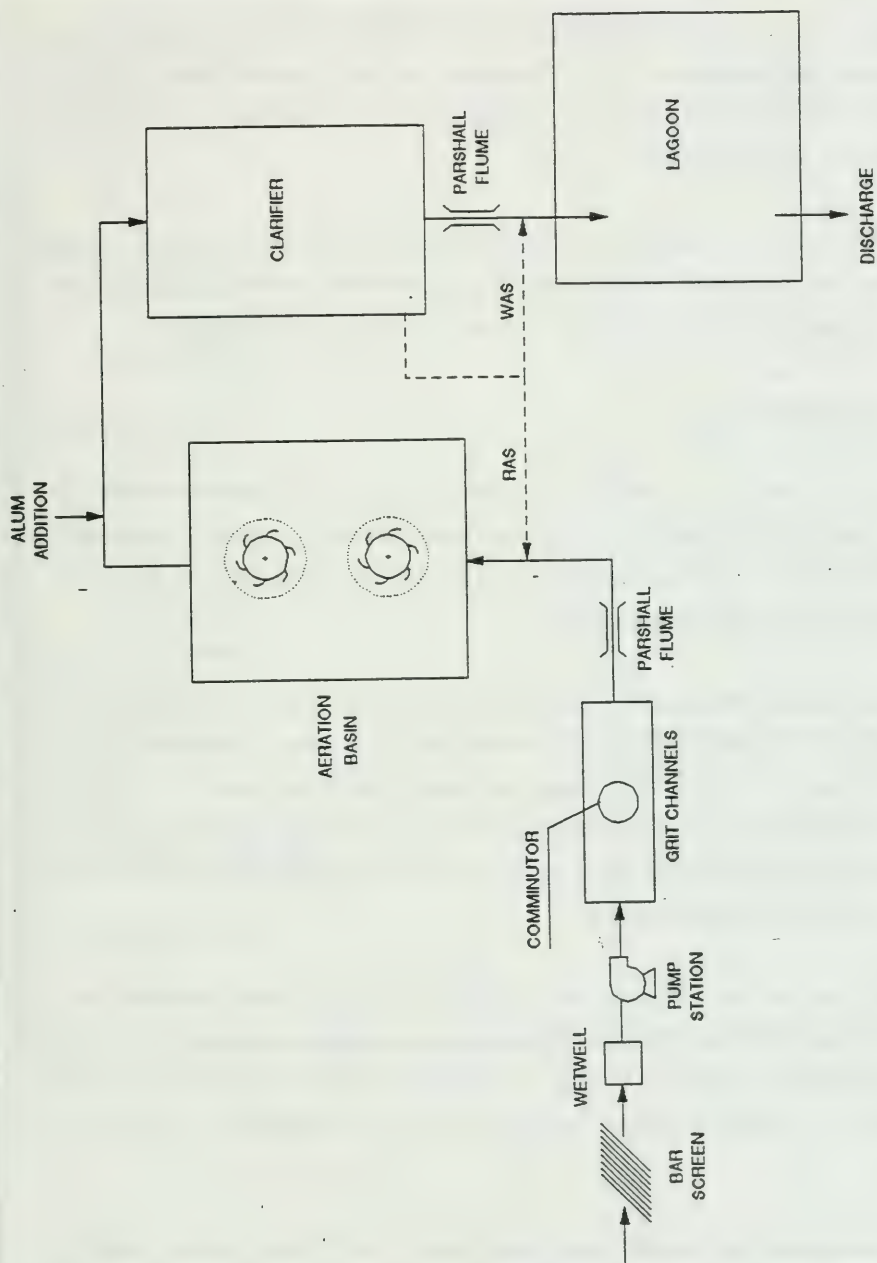 ALUM
ADDITION
CLARIFIER
PARSHALL
FLUME
LAGOON
DISCHARGE
WAS
RAS
AERATION
BASIN
PARSHALL
FLUME
COMMINUTOR
GRIT CHANNELS
PUMP
STATION
WETWELL
BAR
SCREEN